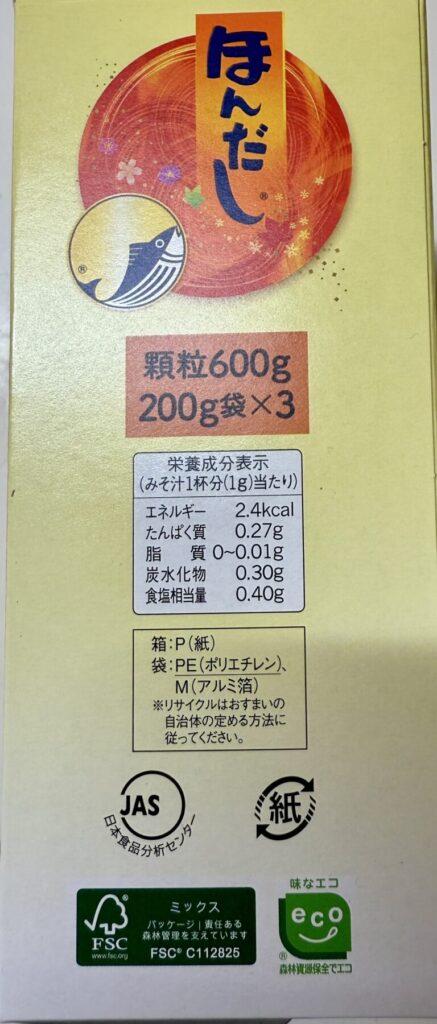 ほんだし®
®
顆粒600g
200g袋×3
栄養成分表示
(みそ汁1杯分(1g)当たり)
エネルギー 2.4kcal
たんぱく質 0.27g
脂質 0~0.01g
炭水化物 0.30g
食塩相当量 0.40g
箱:P(紙)
袋:PE(ポリエチレン)、
M(アルミ箔)
※リサイクルはおすまいの
自治体の定める方法に
従ってください。
JAS
日本食品分析センター
紙
FSC
www.fsc.org
ミックス
パッケージ|責任ある
森林管理を支えています
FSC® C112825
味なエコ
eco
®
森林資源保全でエコ